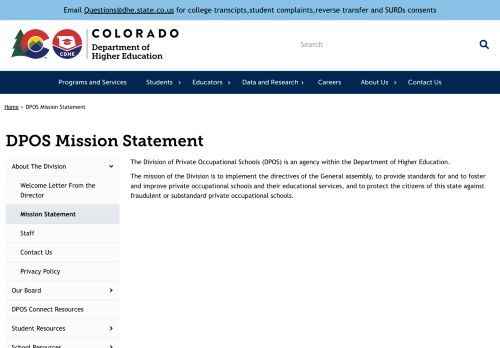 Email Questions@dhe.state.co.us for college transcipts,student complaints,reverse transfer and SURDs consents
CDHE
COLORADO
Department of
Higher Education
Search
Programs and Services
Students
Educators
Data and Research
Careers
About Us
Contact Us
Home > DPOS Mission Statement
DPOS Mission Statement
About The Division
Welcome Letter From the
Director
Mission Statement
Staff
Contact Us
Privacy Policy
Our Board
DPOS Connect Resources
Student Resources
School Resources
The Division of Private Occupational Schools (DPOS) is an agency within the Department of Higher Education.
The mission of the Division is to implement the directives of the General assembly, to provide standards for and to foster
and improve private occupational schools and their educational services, and to protect the citizens of this state against
fraudulent or substandard private occupational schools.